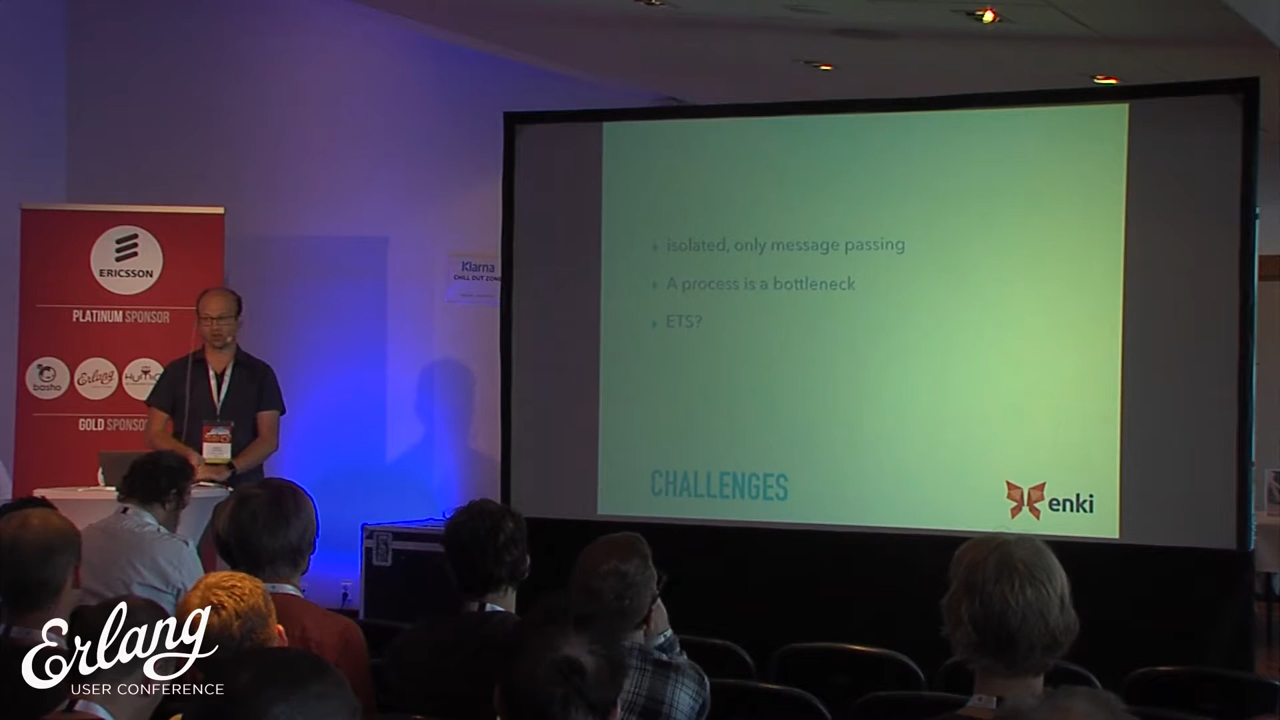 ERICSSON
PLATINUM SPONSOR
basho
Erlang
GOLD SPONSO
Klarna
CHILL OUT ZONE
isolated, only message passing
A process is a bottleneck
ETS?
CHALLENGES
enki
Erlang
USER CONFERENCE